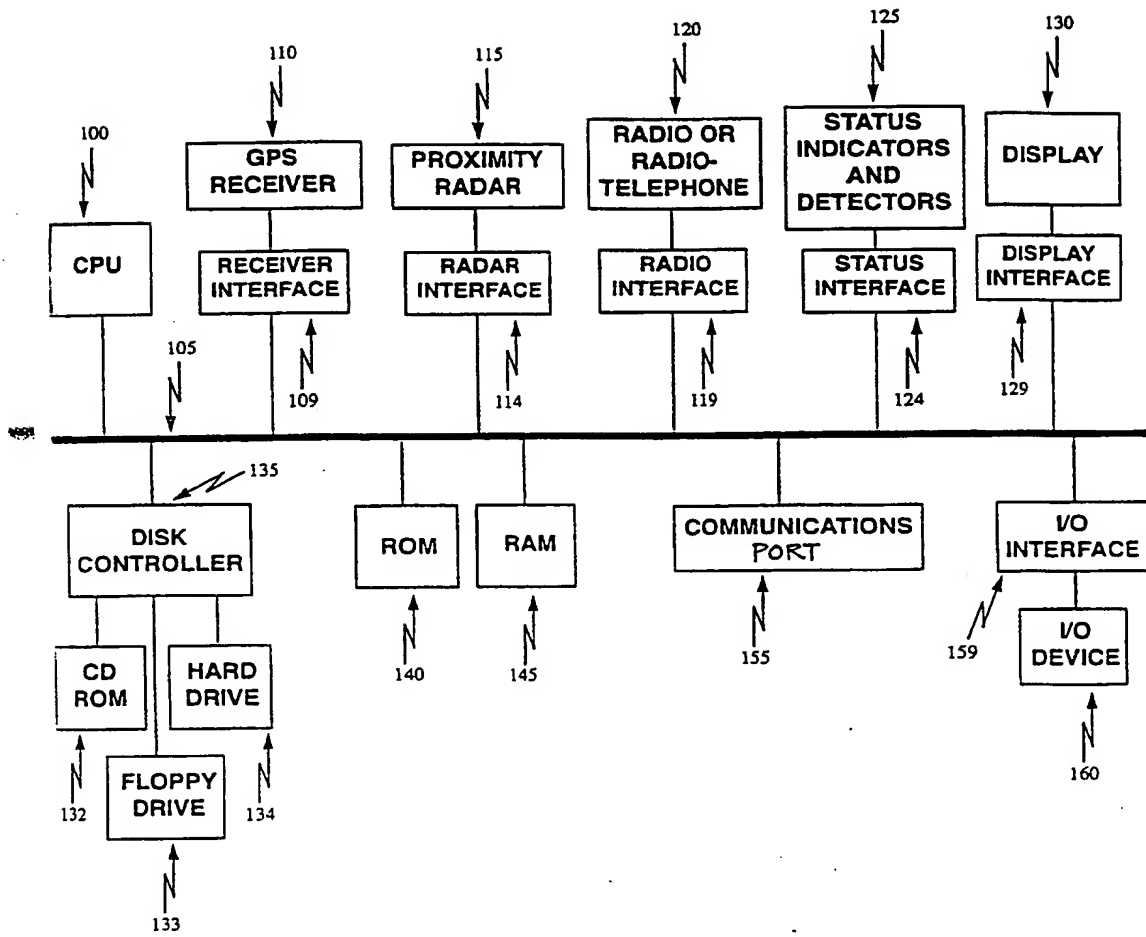 110
115
120
125
130
100
GPS
RECEIVER
PROXIMITY
RADAR
RADIO OR
RADIO-
TELEPHONE
STATUS
INDICATORS
AND
DETECTORS
DISPLAY
CPU
RECEIVER
INTERFACE
RADAR
INTERFACE
RADIO
INTERFACE
STATUS
INTERFACE
DISPLAY
INTERFACE
105
109
114
119
124
129
135
DISK
CONTROLLER
ROM
RAM
COMMUNICATIONS
PORT
I/O
INTERFACE
140
145
155
159
CD
ROM
HARD
DRIVE
I/O
DEVICE
132
FLOPPY
DRIVE
134
160
133